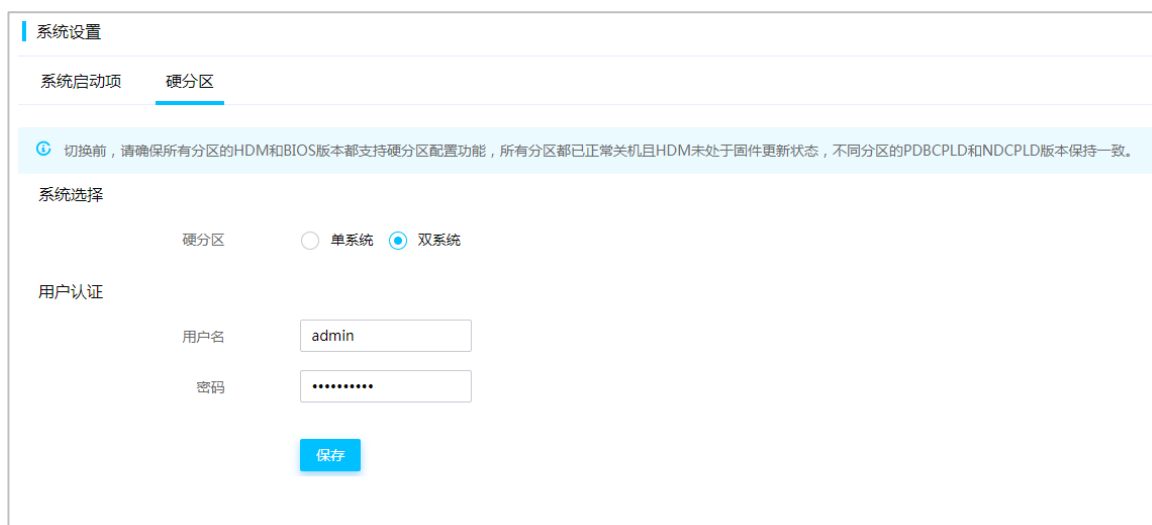 系统设置
系统启动项 硬分区
切换前，请确保所有分区的HDM和BIOS版本都支持硬分区配置功能，所有分区都已正常关机且HDM未处于固件更新状态，不同分区的PDBCPLD和NDCPLD版本保持一致。
系统选择
硬分区 单系统 双系统
用户认证
用户名 admin
密码 ••••••••••
保存